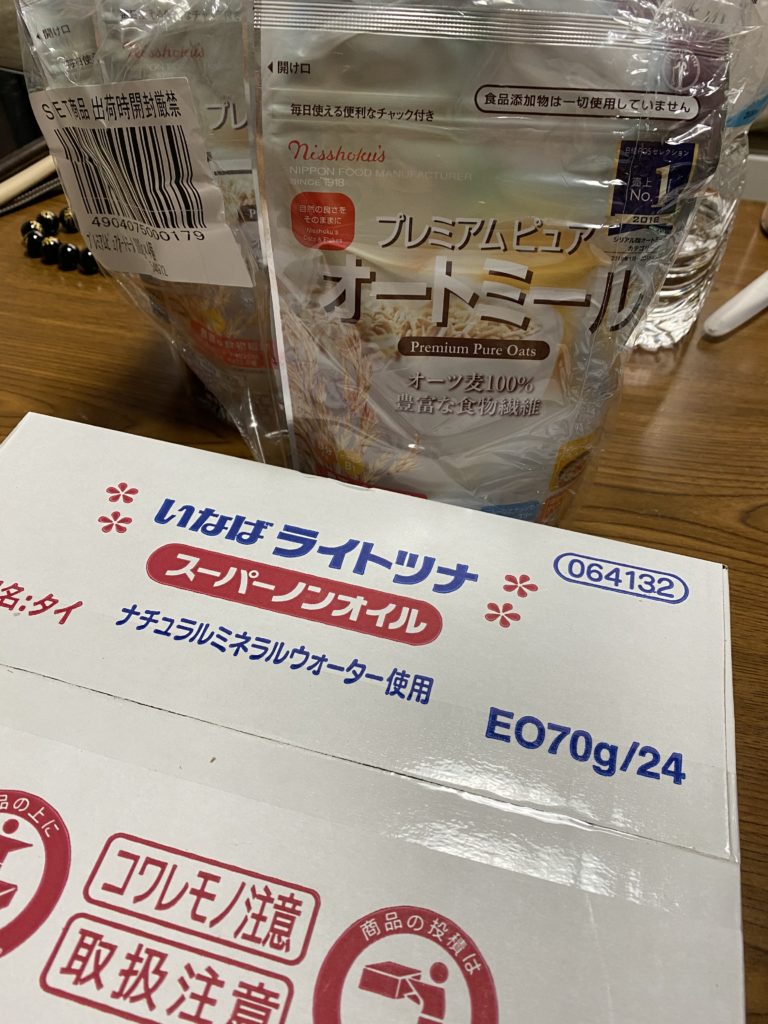 開け口
Nisshoku's
SET商品 出荷時開封厳禁
4904075000179
プレ
◀開け口
毎日使える便利なチャック付き
食品添加物は一切使用していません
Nisshoku's
NIPPON FOOD MANUFACTURER
SINCE 1918
自然の良さを
そのままに
Nisshoku's
売上
No.1
2018
プレミアムピュア
オートミール
Premium Pure Oats
オーツ麦100%
豊富な食物繊維
いなば ライトツナ
スーパーノンオイル
064132
名:タイ
ナチュラルミネラルウォーター使用
EO70g/24
品の上に
コワレモノ注意
取扱注意
商品の投積は